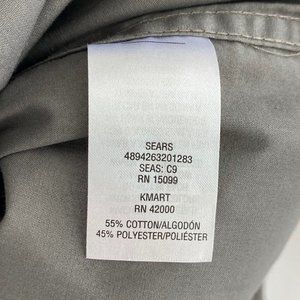 SEARS
4894263201283
SEAS: C9
RN 15099
KMART
RN 42000
55% COTTON/ALGODÓN
45% POLYESTER/POLIÉSTER